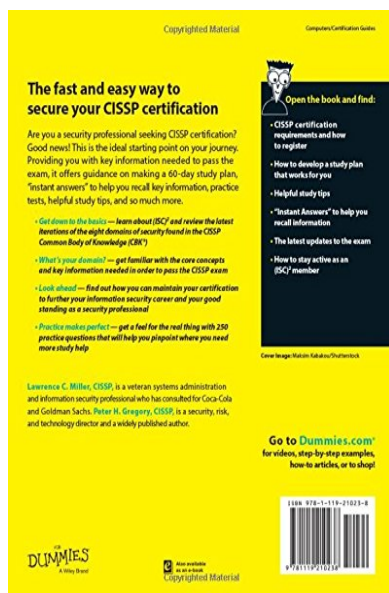 Copyrighted Material
Computers/Certification Guides
The fast and easy way to
secure your CISSP certification
Are you a security professional seeking CISSP certification?
Good news! This is the ideal starting point on your journey.
Providing you with key information needed to pass the
exam, it offers guidance on making a 60-day study plan,
"instant answers" to help you recall key information, practice
tests, helpful study tips, and so much more.
• Get down to the basics — learn about (ISC)² and review the latest
iterations of the eight domains of security found in the CISSP
Common Body of Knowledge (CBK®)
• What's your domain? — get familiar with the core concepts
and key information needed in order to pass the CISSP exam
• Look ahead — find out how you can maintain your certification
to further your information security career and your good
standing as a security professional
• Practice makes perfect — get a feel for the real thing with 250
practice questions that will help you pinpoint where you need
more study help
Lawrence C. Miller, CISSP, is a veteran systems administration
and information security professional who has consulted for Coca-Cola
and Goldman Sachs. Peter H. Gregory, CISSP, is a security, risk,
and technology director and a widely published author.
Open the book and find:
• CISSP certification
requirements and how
to register
• How to develop a study plan
that works for you
• Helpful study tips
• "Instant Answers" to help you
recall information
• The latest updates to the exam
• How to stay active as an
(ISC)² member
Cover Image: Maksim Kabakou/Shutterstock
Go to Dummies.com®
for videos, step-by-step examples,
how-to articles, or to shop!
ISBN 978-1-119-21023-8
9 781119 210238
FOR
DUMMIES
A Wiley Brand
Also available
as an e-book
Copyrighted Material